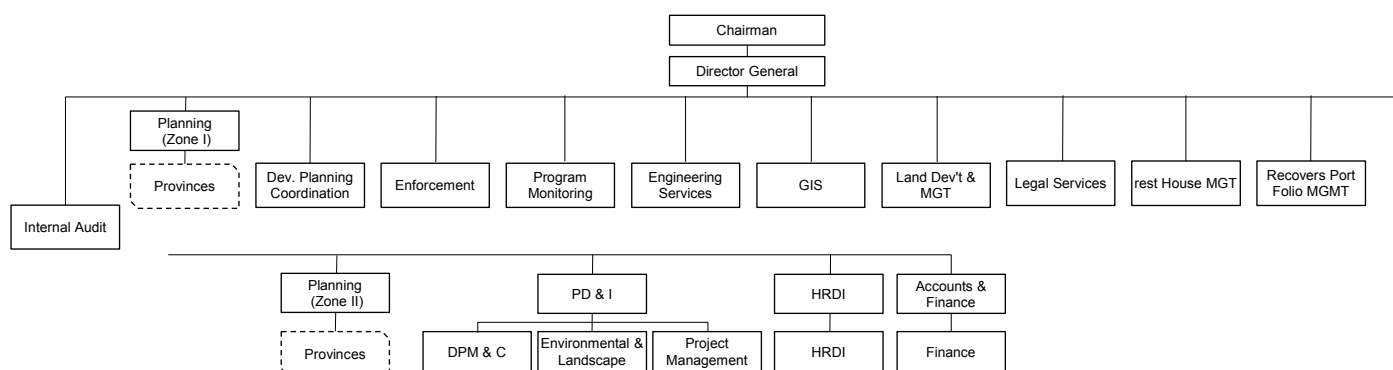 Chairman
Director General
Planning
(Zone I)
Provinces
Dev. Planning
Coordination
Enforcement
Program
Monitoring
Engineering
Services
GIS
Land Dev't &
MGT
Legal Services
rest House MGT
Recovers Port
Folio MGMT
Internal Audit
Planning
(Zone II)
PD & I
HRDI
Accounts &
Finance
Provinces
DPM & C
Environmental &
Landscape
Project
Management
HRDI
Finance